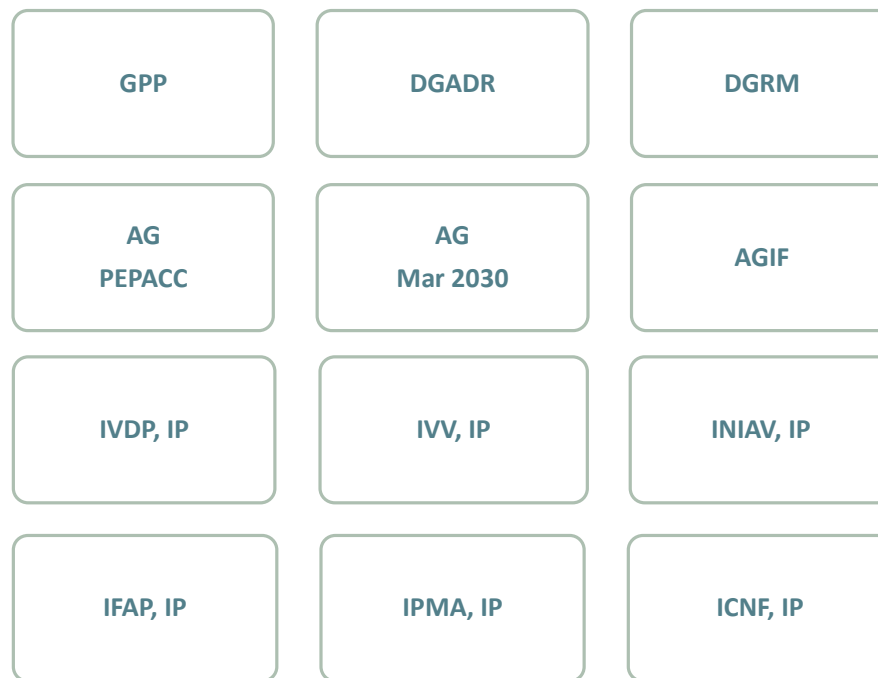 GPP
DGADR
DGRM
AG
PEPACC
AG
Mar 2030
AGIF
IVDP, IP
IVV, IP
INIAV, IP
IFAP, IP
IPMA, IP
ICNF, IP